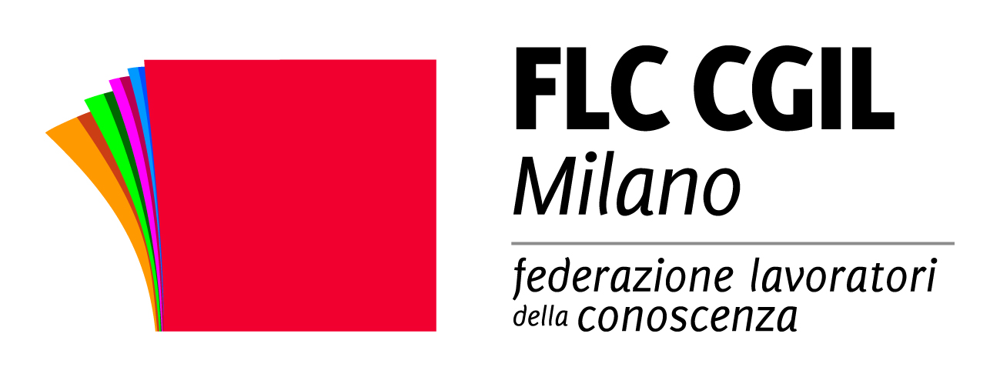 FLC CGIL
Milano
federazione lavoratori
della conoscenza